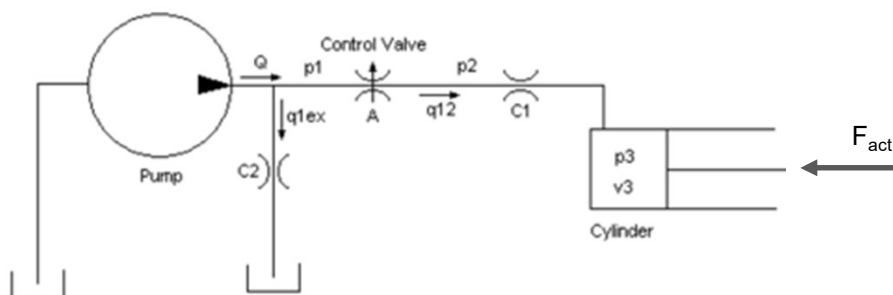 Control Valve
Q
p1
p2
q1ex
A
q12
C1
C2
Pump
p3
v3
Cylinder
F_act